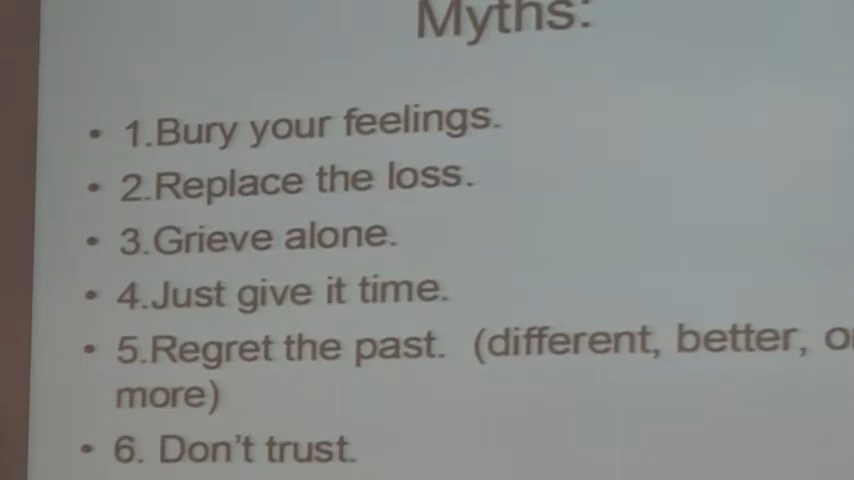 Myths:
• 1.Bury your feelings.
• 2.Replace the loss.
• 3.Grieve alone.
• 4.Just give it time.
• 5.Regret the past. (different, better, or
more)
• 6. Don't trust.